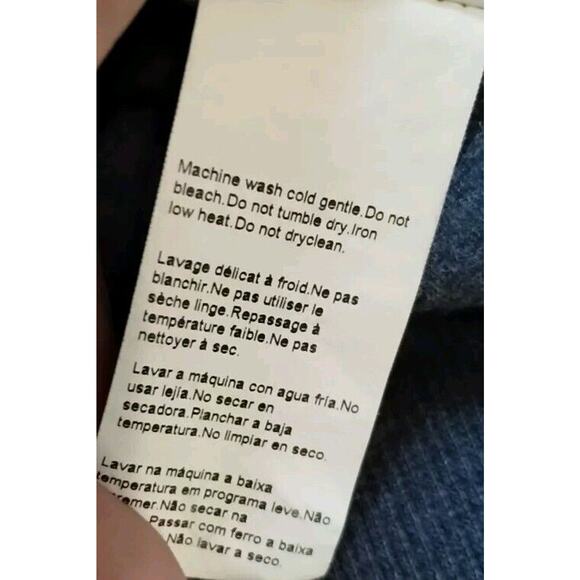 Machine wash cold gentle.Do not
bleach.Do not tumble dry.Iron
low heat.Do not dryclean.
Lavage délicat à froid.Ne pas
blanchir.Ne pas utiliser le
sèche linge.Repassage à
température faible.Ne pas
nettoyer à sec.
Lavar a máquina con agua fría.No
usar lejía.No secar en
secadora.Planchar a baja
temperatura.No limpiar en seco.
Lavar na máquina a baixa
temperatura em programa leve.Não
Não secar na
Passar com ferro a baixa
Não lavar a seco.